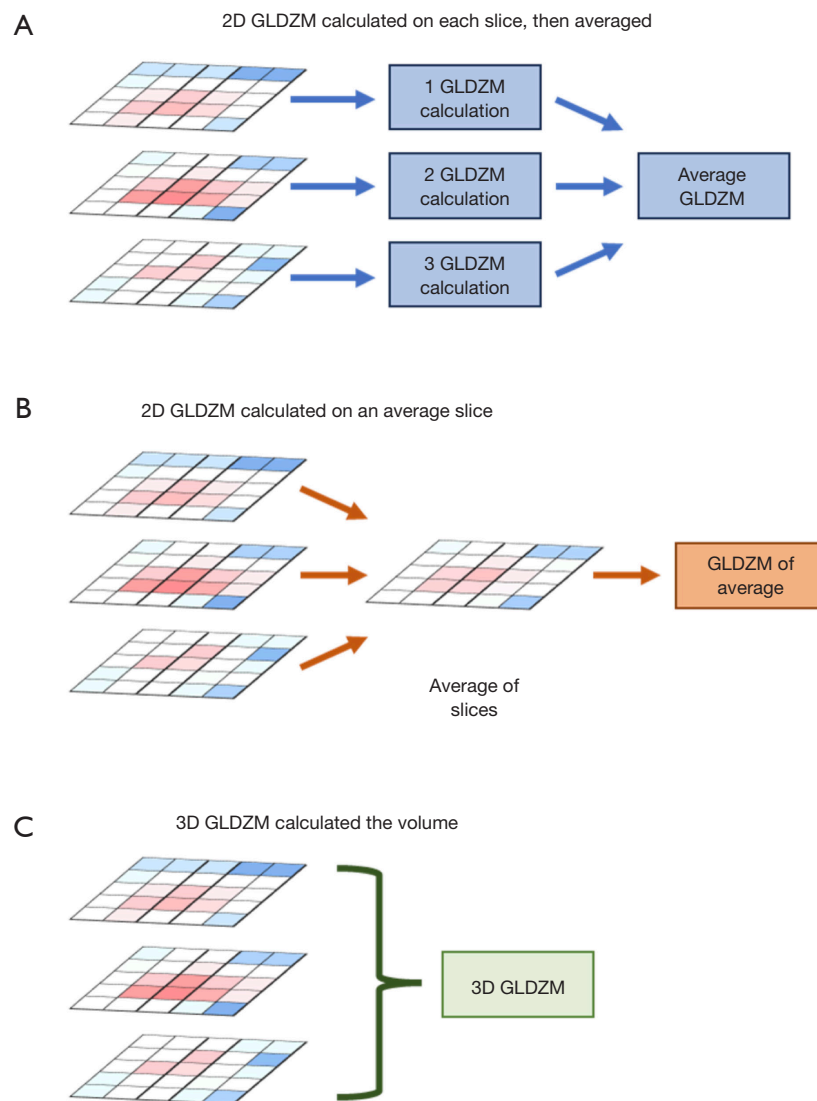 A
2D GLDZM calculated on each slice, then averaged
1 GLDZM
calculation
2 GLDZM
calculation
Average
GLDZM
3 GLDZM
calculation
B
2D GLDZM calculated on an average slice
GLDZM of
average
Average of
slices
C
3D GLDZM calculated the volume
3D GLDZM